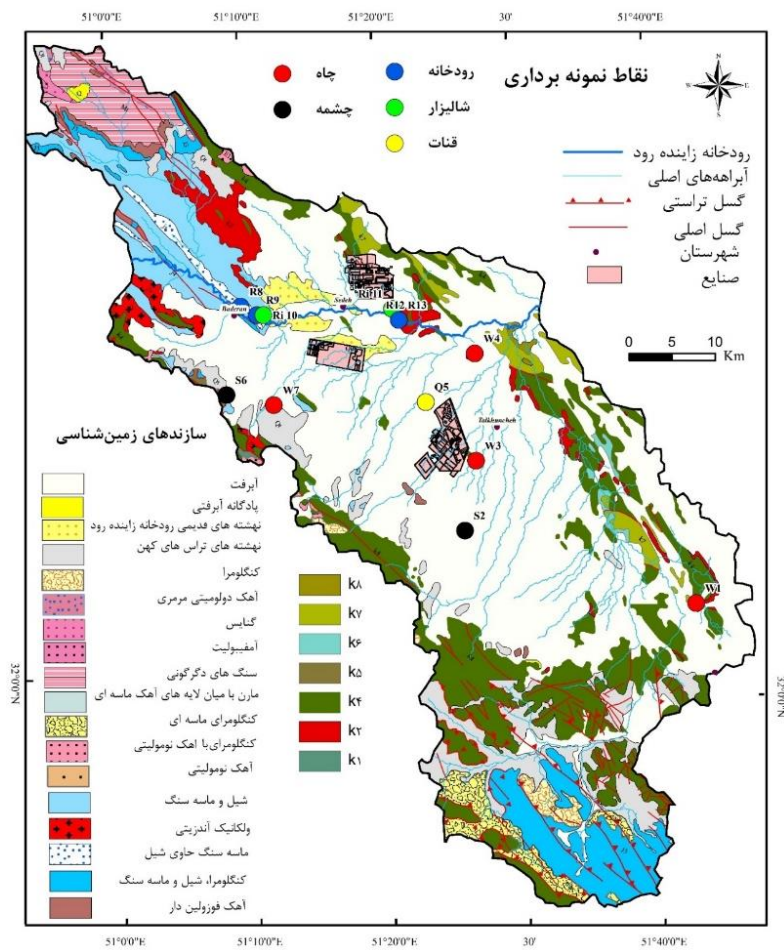 51°0'0"E
51°10'0"E
51°20'0"E
30'
51°40'0"E
نقاط نمونه برداری
چاه
رودخانه
چشمه
شالیزار
قنات
N
E
S
W
رودخانه زاینده رود
آبراهه‌های اصلی
گسل تراستی
گسل اصلی
شهرستان
صنایع
0 5 10
Km
R8
R9
Ri 10
Baderan
Sedeh
Ri 11
R12
R13
W4
S6
W7
Q5
Talkhuncheh
W3
S2
W1
سازندهای زمین‌شناسی
آبرفت
پادگانه آبرفتی
نهشته های قدیمی رودخانه زاینده رود
نهشته های تراس های کهن
کنگلومرا
آهک دولومیتی مرمری
گنایس
آمفیبولیت
سنگ های دگرگونی
مارن با میان لایه های آهک ماسه ای
کنگلومرای ماسه ای
کنگلومرای با اهک نومولیتی
آهک نومولیتی
شیل و ماسه سنگ
ولکانیک آندزیتی
ماسه سنگ حاوی شیل
کنگلومرا، شیل و ماسه سنگ
آهک فوزولین دار
k۸
k۷
k۶
k۵
k۴
k۲
k۱
32°0'0"N
32°0'0"N
51°0'0"E
51°10'0"E
51°20'0"E
30'
51°40'0"E